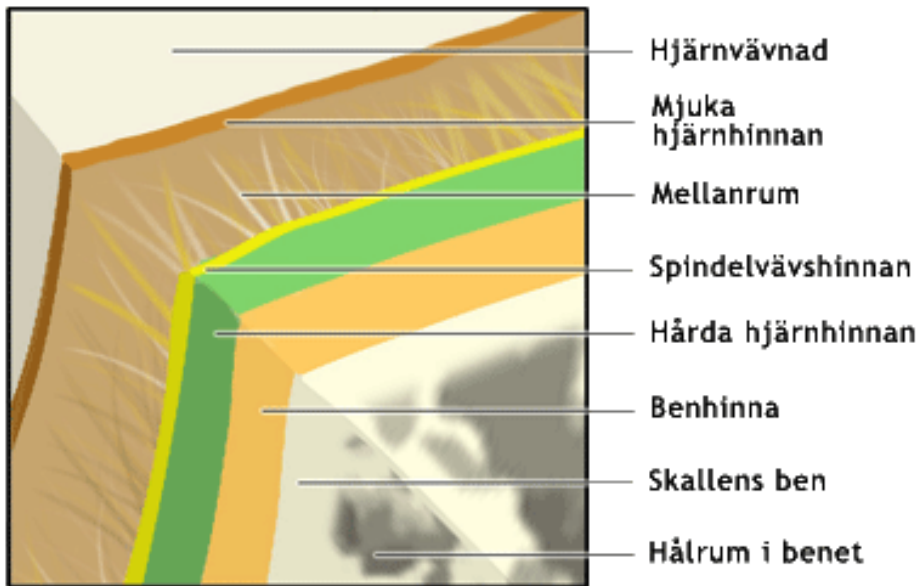 Hjärnvävnad
Mjuka
hjärnhinnan
Mellanrum
Spindelvävshinnan
Hårda hjärnhinnan
Benhinna
Skallens ben
Hålrum i benet